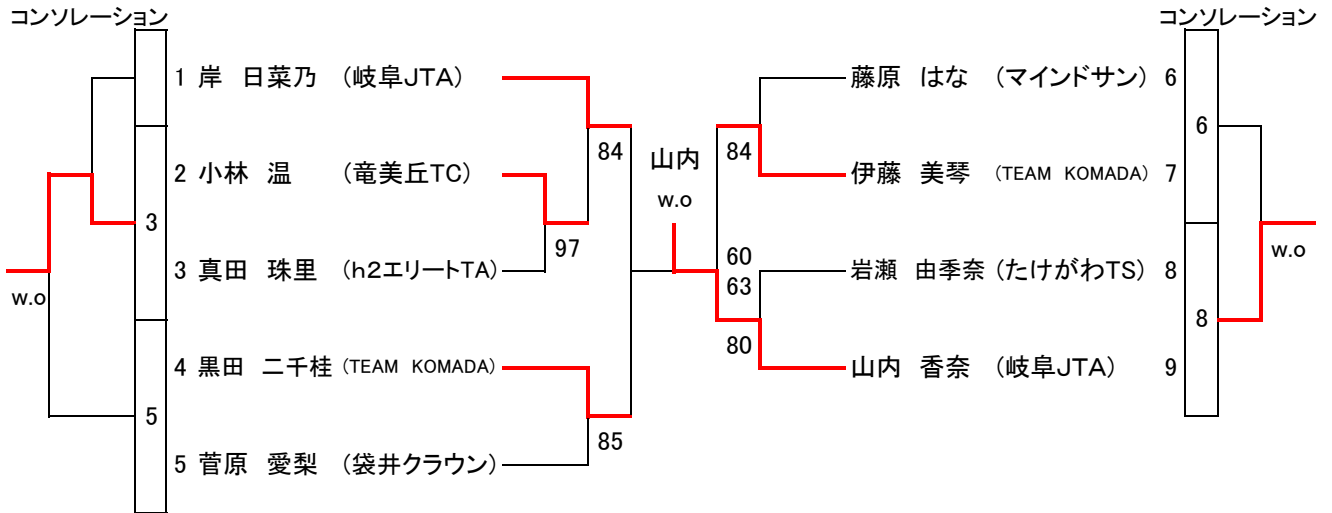 コンソレーション
コンソレーション
1 岸 日菜乃 (岐阜JTA)
藤原 はな (マインドサン) 6
6
84
山内
84
2 小林 温 (竜美丘TC)
伊藤 美琴 (TEAM KOMADA) 7
w.o
3
97
60
w.o
3 真田 珠里 (h2エリートTA)
岩瀬 由季奈 (たけがわTS) 8
w.o
63
8
80
4 黒田 二千桂 (TEAM KOMADA)
山内 香奈 (岐阜JTA) 9
5
85
5 菅原 愛梨 (袋井クラウン)